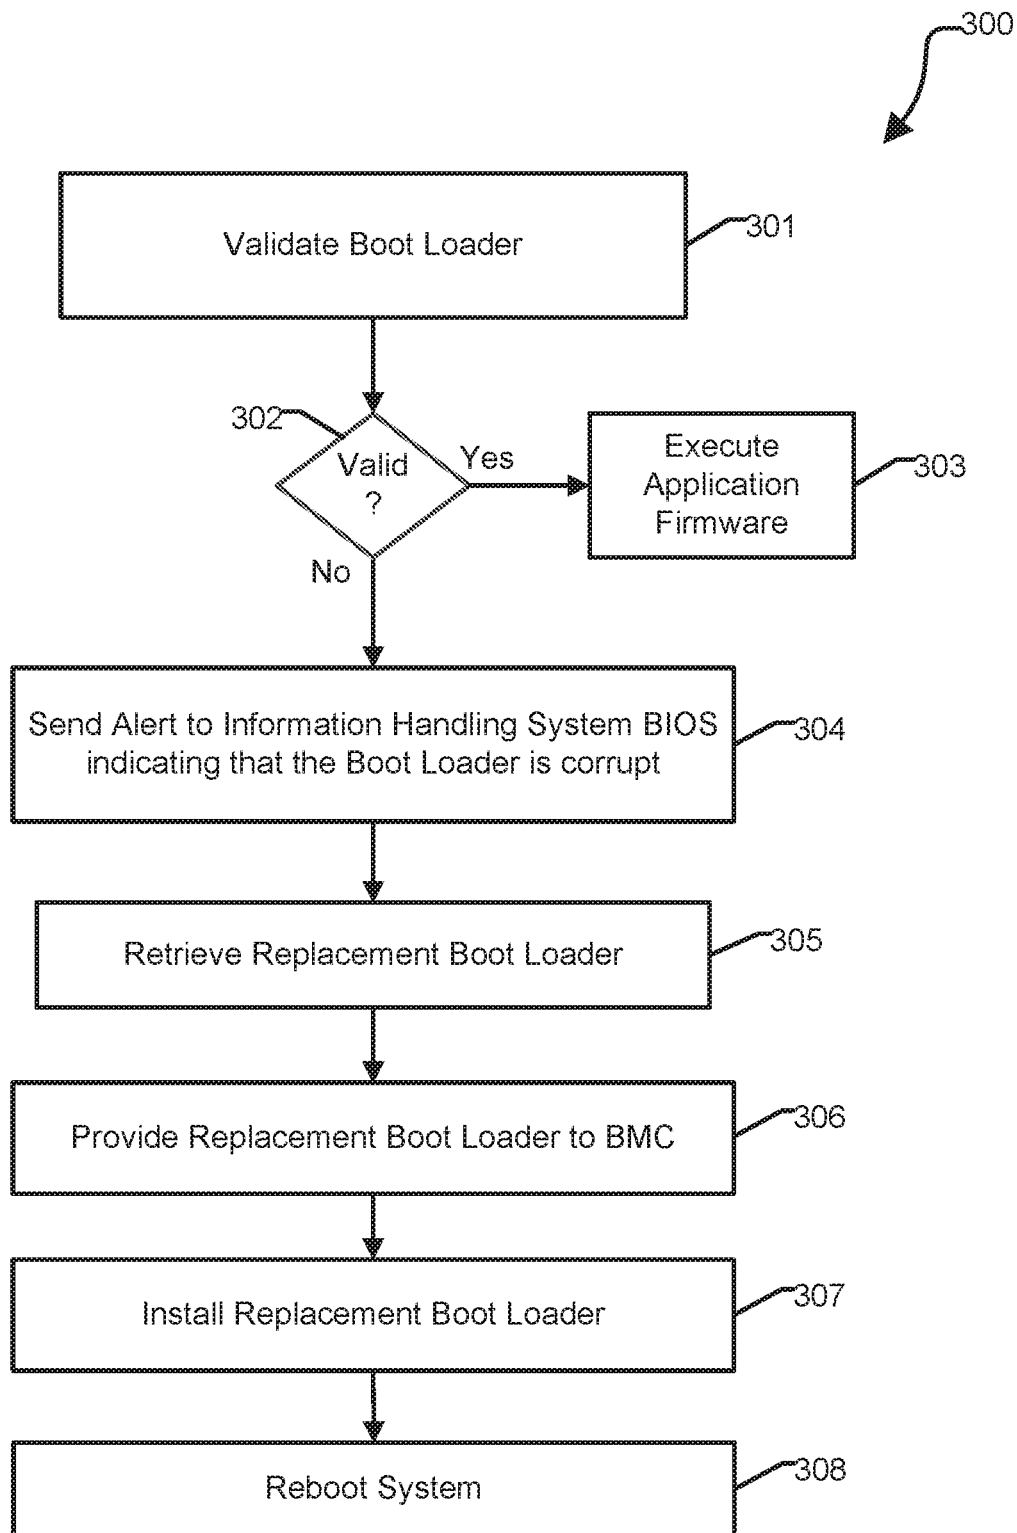 300
Validate Boot Loader
301
302
Valid
?
Yes
No
Execute
Application
Firmware
303
Send Alert to Information Handling System BIOS
indicating that the Boot Loader is corrupt
304
Retrieve Replacement Boot Loader
305
Provide Replacement Boot Loader to BMC
306
Install Replacement Boot Loader
307
Reboot System
308